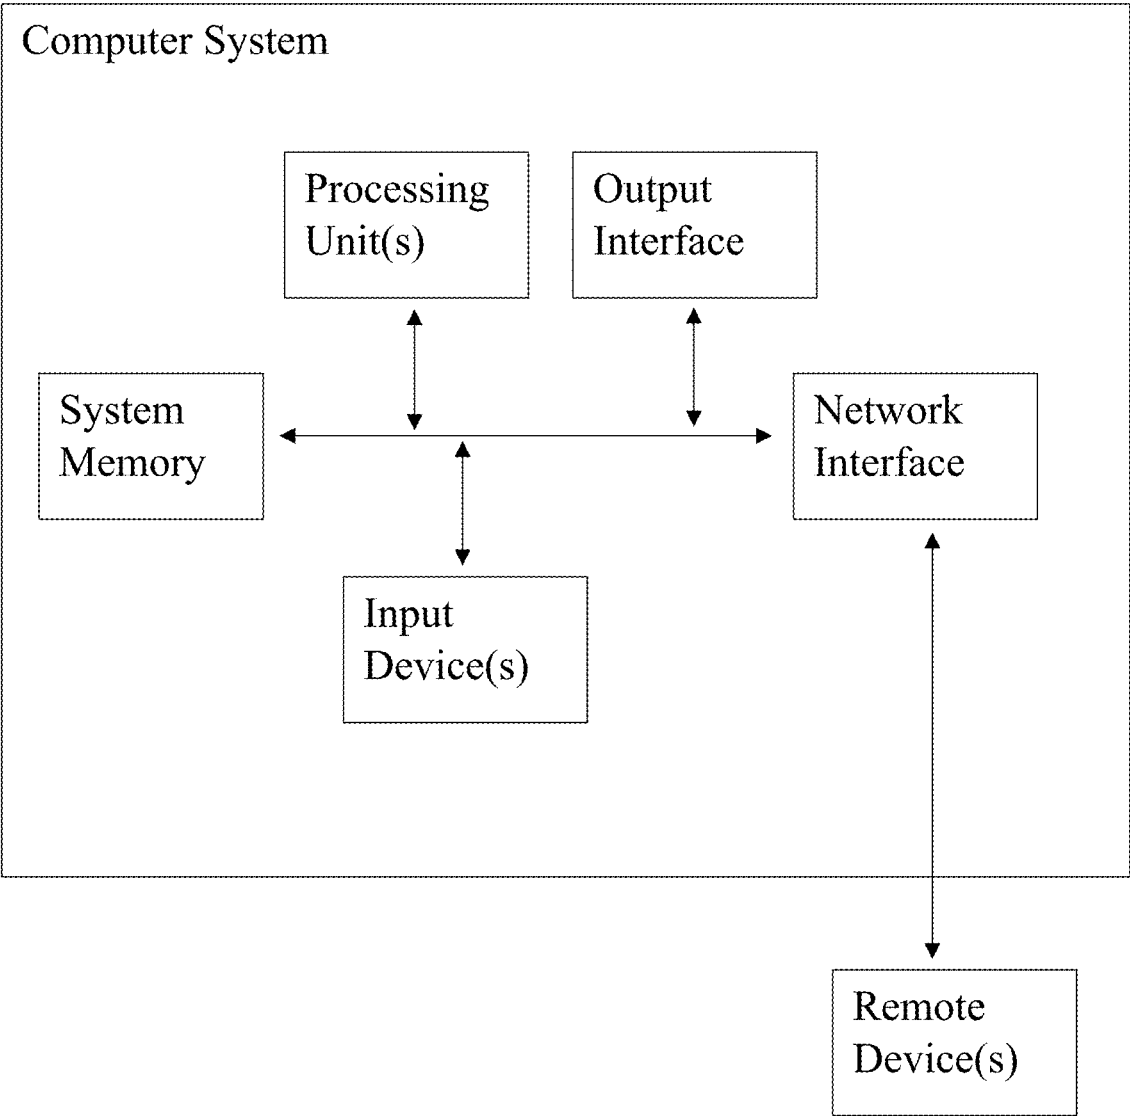 Computer System
Processing
Unit(s)
Output
Interface
System
Memory
Network
Interface
Input
Device(s)
Remote
Device(s)